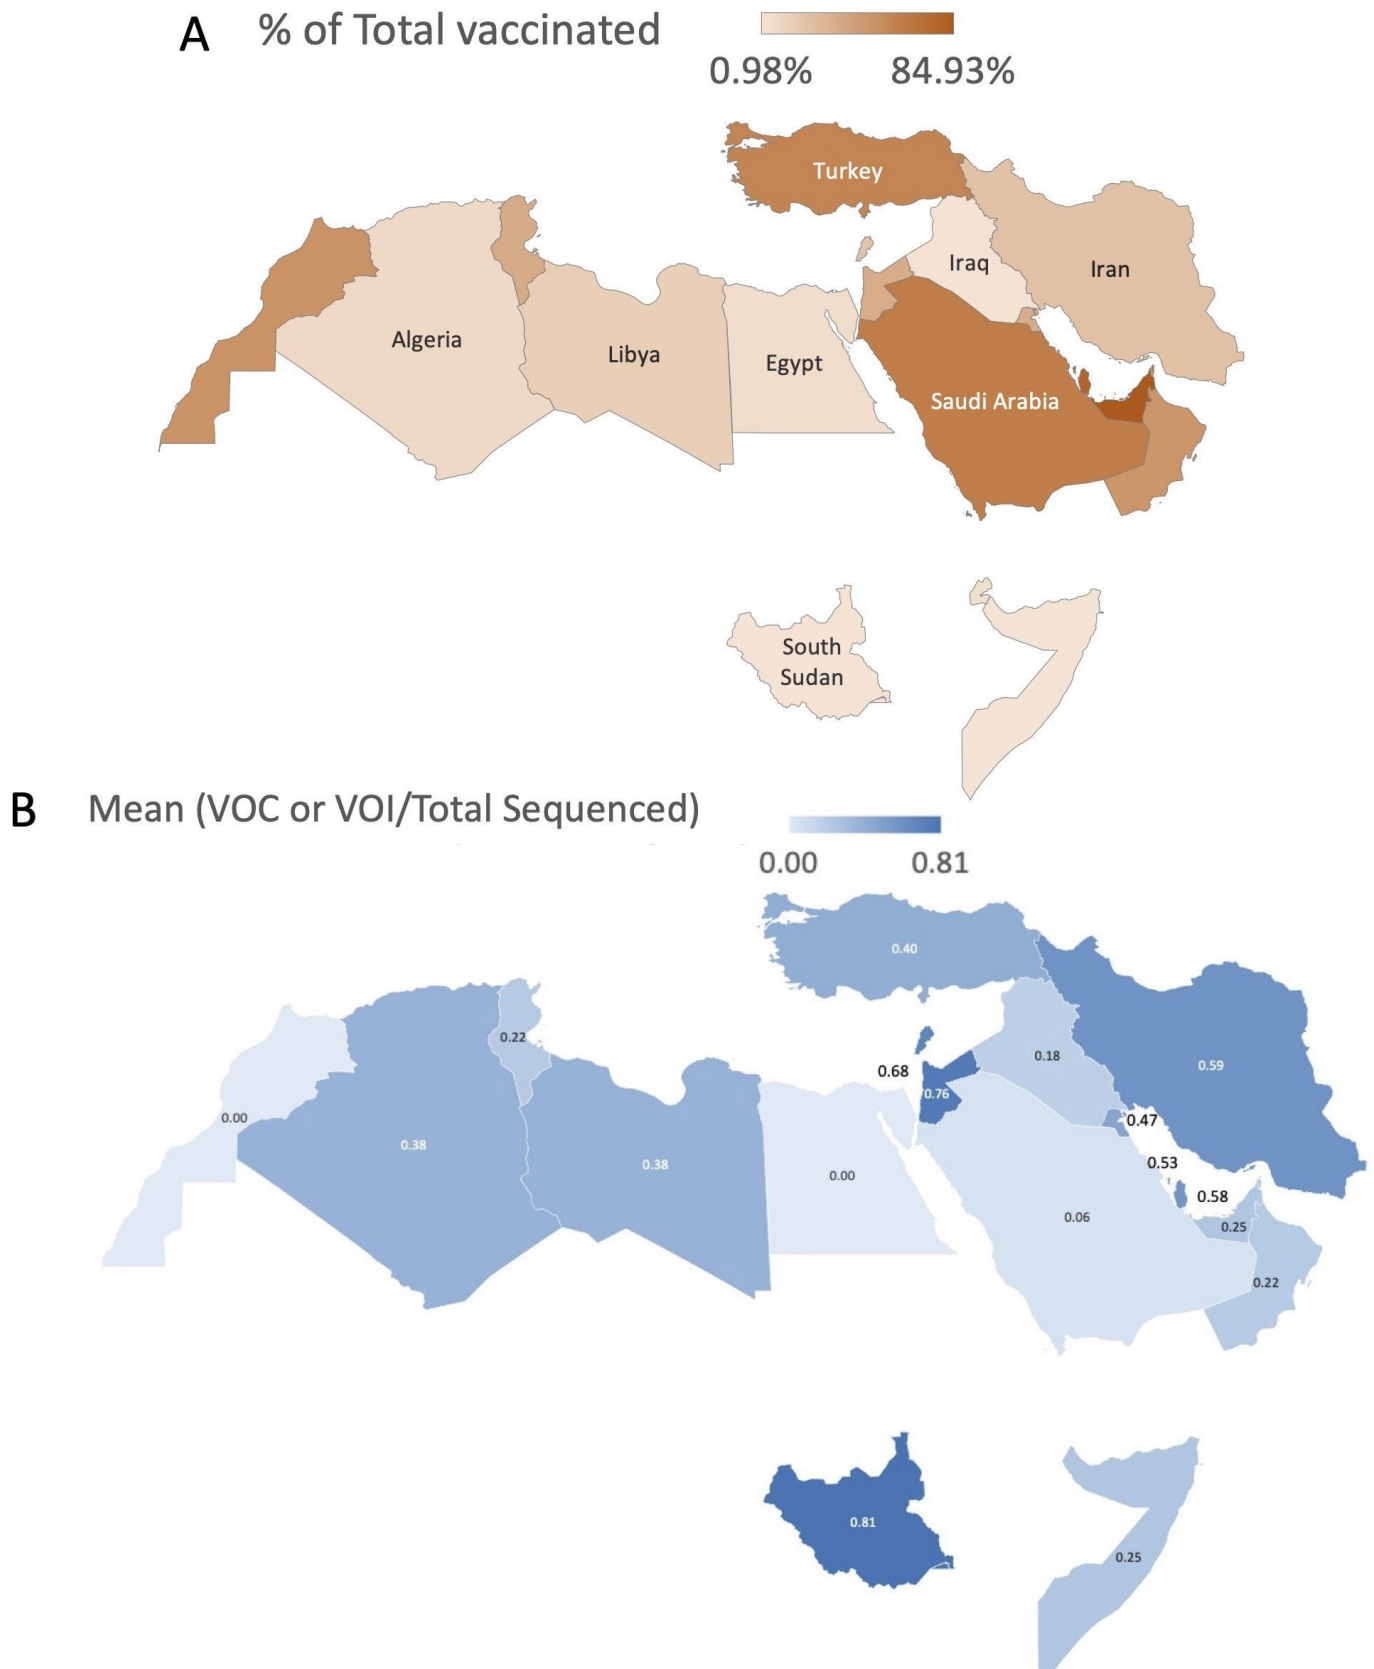 A % of Total vaccinated
0.98% 84.93%
Turkey
Iraq
Iran
Algeria
Libya
Egypt
Saudi Arabia
South
Sudan
B Mean (VOC or VOI/Total Sequenced)
0.00 0.81
0.40
0.22
0.68
0.18
0.59
0.76
0.00
0.47
0.38
0.38
0.53
0.00
0.58
0.06
0.25
0.22
0.81
0.25